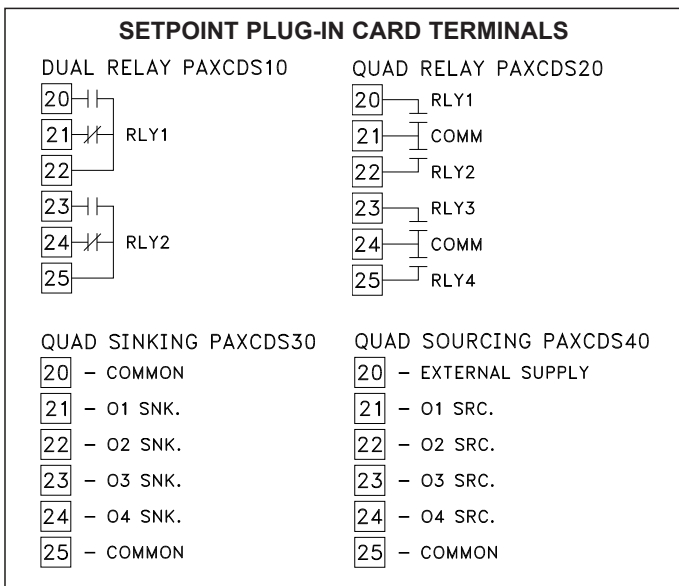 SETPOINT PLUG-IN CARD TERMINALS
DUAL RELAY PAXCDS10
20
21 RLY1
22
23
24 RLY2
25
QUAD RELAY PAXCDS20
20 RLY1
21 COMM
22 RLY2
23 RLY3
24 COMM
25 RLY4
QUAD SINKING PAXCDS30
20 – COMMON
21 – O1 SNK.
22 – O2 SNK.
23 – O3 SNK.
24 – O4 SNK.
25 – COMMON
QUAD SOURCING PAXCDS40
20 – EXTERNAL SUPPLY
21 – O1 SRC.
22 – O2 SRC.
23 – O3 SRC.
24 – O4 SRC.
25 – COMMON